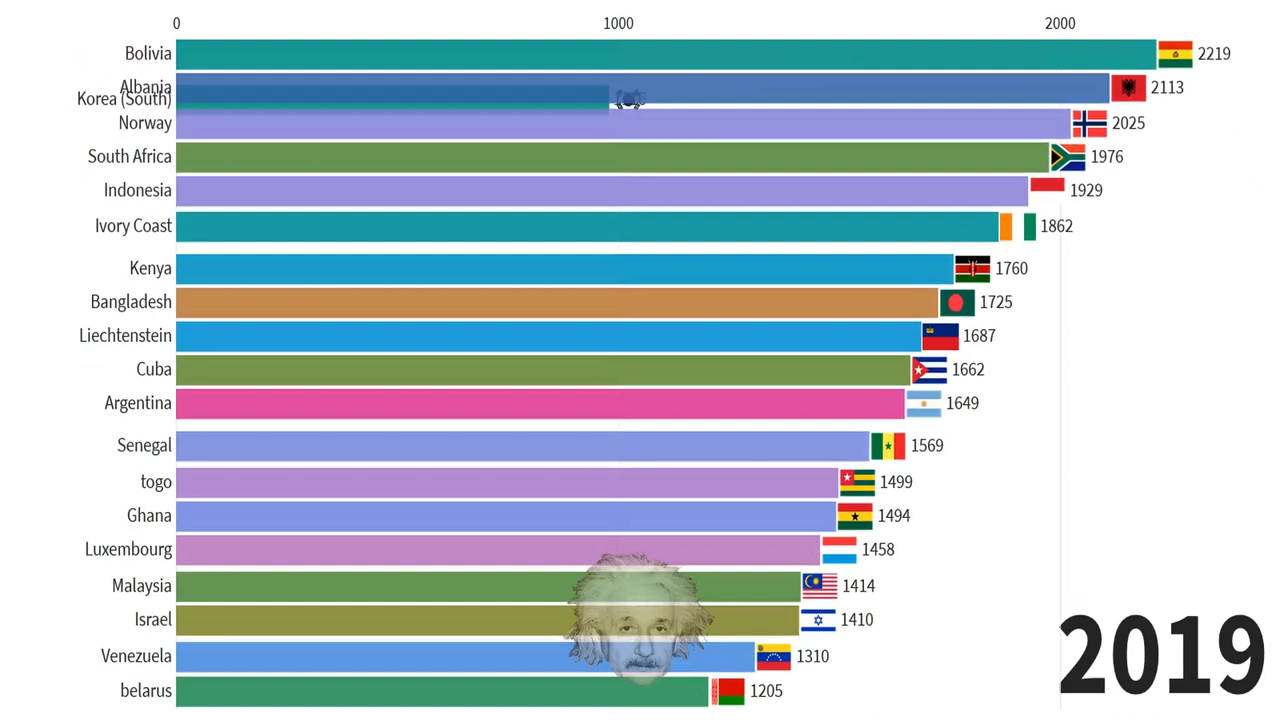 0 1000 2000
Bolivia 2219
Albania 2113
Korea (South)
Norway 2025
South Africa 1976
Indonesia 1929
Ivory Coast 1862
Kenya 1760
Bangladesh 1725
Liechtenstein 1687
Cuba 1662
Argentina 1649
Senegal 1569
togo 1499
Ghana 1494
Luxembourg 1458
Malaysia 1414
Israel 1410
Venezuela 1310
belarus 1205
2019